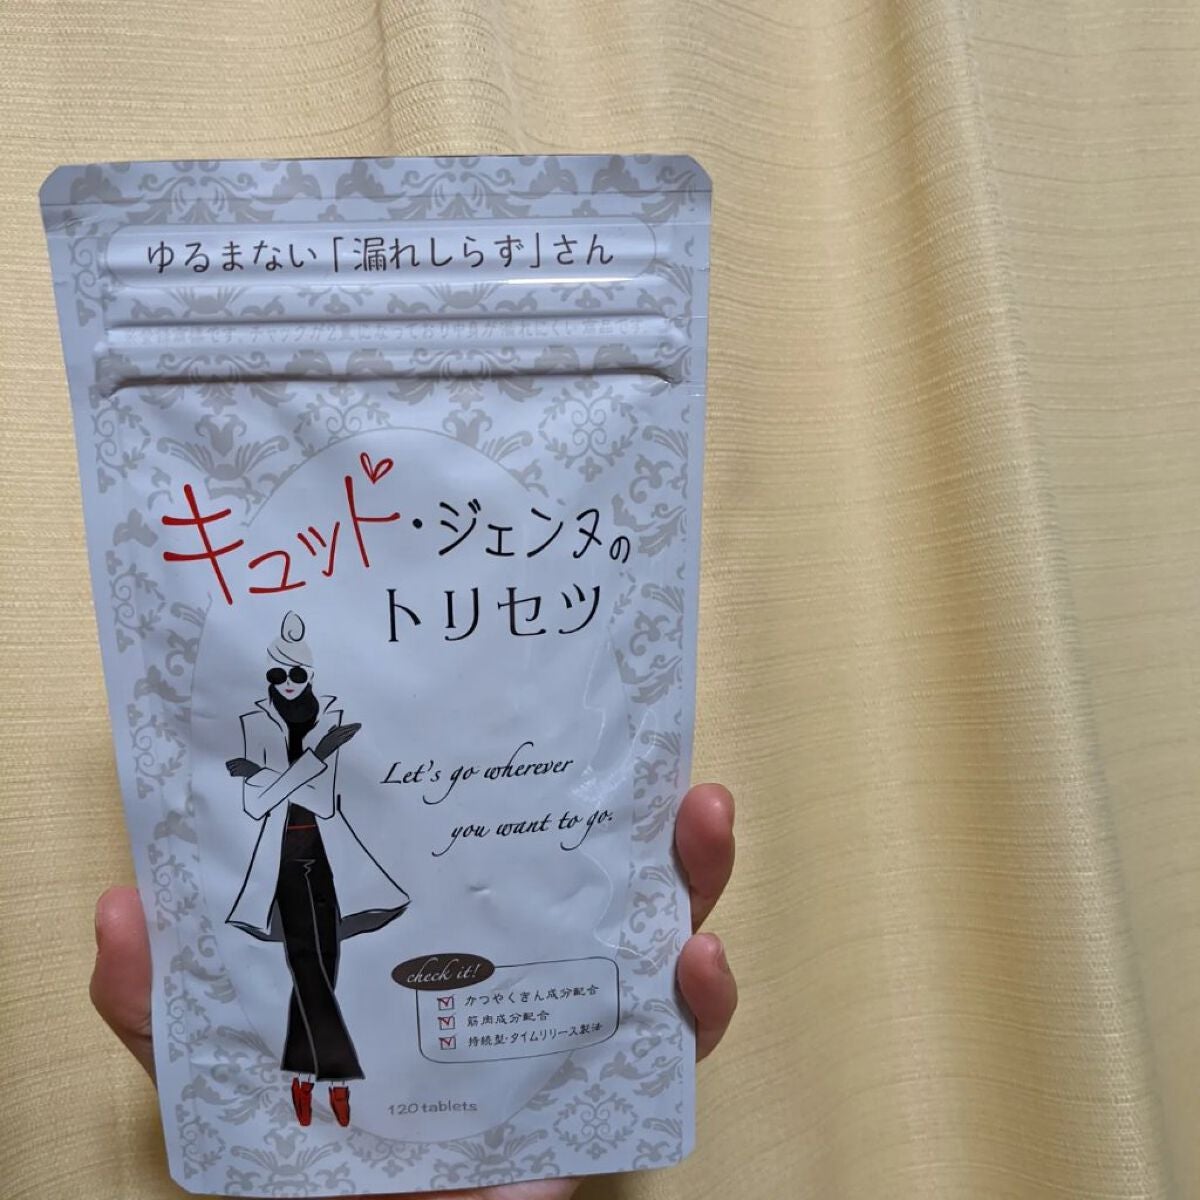 ゆるまない「漏れしらず」さん
キュッド・ジェンヌの
トリセツ
Let's go wherever
you want to go.
check it!
かつやくきん成分配合
筋肉成分配合
持続型・タイムリリース製法
120 tablets